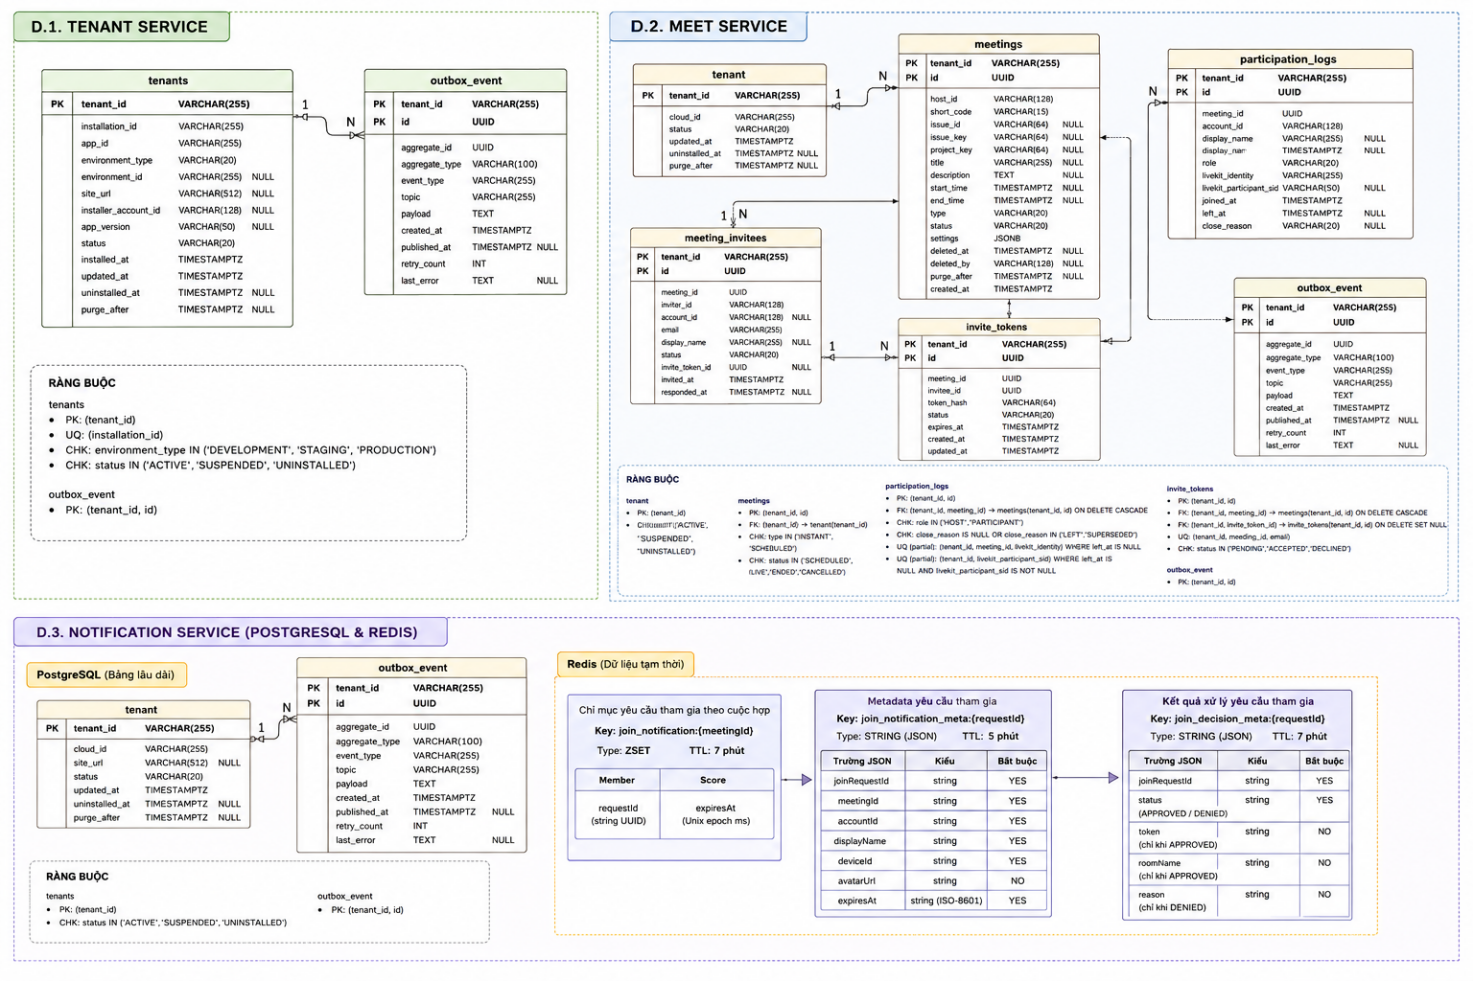 D.1. TENANT SERVICE
tenants
PK tenant_id VARCHAR(255)
installation_id VARCHAR(255)
app_id VARCHAR(255)
environment_type VARCHAR(20)
environment_id VARCHAR(255) NULL
site_url VARCHAR(512) NULL
installer_account_id VARCHAR(128) NULL
app_version VARCHAR(50) NULL
status VARCHAR(20)
installed_at TIMESTAMPTZ
updated_at TIMESTAMPTZ
uninstalled_at TIMESTAMPTZ NULL
purge_after TIMESTAMPTZ NULL
1
N
outbox_event
PK tenant_id VARCHAR(255)
PK id UUID
aggregate_id UUID
aggregate_type VARCHAR(100)
event_type VARCHAR(255)
topic VARCHAR(255)
payload TEXT
created_at TIMESTAMPTZ
published_at TIMESTAMPTZ NULL
retry_count INT
last_error TEXT NULL
RÀNG BUỘC
tenants
• PK: (tenant_id)
• UQ: (installation_id)
• CHK: environment_type IN ('DEVELOPMENT', 'STAGING', 'PRODUCTION')
• CHK: status IN ('ACTIVE', 'SUSPENDED', 'UNINSTALLED')
outbox_event
• PK: (tenant_id, id)
D.2. MEET SERVICE
tenant
PK tenant_id VARCHAR(255)
cloud_id VARCHAR(255)
status VARCHAR(20)
updated_at TIMESTAMPTZ
uninstalled_at TIMESTAMPTZ NULL
purge_after TIMESTAMPTZ NULL
1
N
meetings
PK tenant_id VARCHAR(255)
PK id UUID
host_id VARCHAR(128)
short_code VARCHAR(15)
issue_id VARCHAR(64) NULL
issue_key VARCHAR(64) NULL
project_key VARCHAR(64) NULL
title VARCHAR(255) NULL
description TEXT NULL
start_time TIMESTAMPTZ NULL
end_time TIMESTAMPTZ NULL
type VARCHAR(20)
status VARCHAR(20)
settings JSONB
deleted_at TIMESTAMPTZ NULL
deleted_by VARCHAR(128) NULL
purge_after TIMESTAMPTZ NULL
created_at TIMESTAMPTZ
participation_logs
N
PK tenant_id VARCHAR(255)
PK id UUID
meeting_id UUID
account_id VARCHAR(128)
display_name VARCHAR(255) NULL
TIMESTAMPTZ NULL
role VARCHAR(20)
livekit_identity VARCHAR(255)
livekit_participant_sid VARCHAR(50) NULL
joined_at TIMESTAMPTZ
left_at TIMESTAMPTZ NULL
close_reason VARCHAR(20) NULL
1 N
meeting_invitees
PK tenant_id VARCHAR(255)
PK id UUID
meeting_id UUID
inviter_id VARCHAR(128)
account_id VARCHAR(128) NULL
email VARCHAR(255)
display_name VARCHAR(255) NULL
status VARCHAR(20)
invite_token_id UUID NULL
invited_at TIMESTAMPTZ
responded_at TIMESTAMPTZ NULL
1 N
invite_tokens
PK tenant_id VARCHAR(255)
PK id UUID
meeting_id UUID
invitee_id UUID
token_hash VARCHAR(64)
status VARCHAR(20)
expires_at TIMESTAMPTZ
created_at TIMESTAMPTZ
updated_at TIMESTAMPTZ
outbox_event
PK tenant_id VARCHAR(255)
PK id UUID
aggregate_id UUID
aggregate_type VARCHAR(100)
event_type VARCHAR(255)
topic VARCHAR(255)
payload TEXT
created_at TIMESTAMPTZ
published_at TIMESTAMPTZ NULL
retry_count INT
last_error TEXT NULL
RÀNG BUỘC
tenant
• PK: (tenant_id)
• 'ACTIVE',
"SUSPENDED",
"UNINSTALLED")
meetings
• PK: (tenant_id, id)
• FK: (tenant_id) → tenant(tenant_id)
• CHK: type IN ("INSTANT",
"SCHEBULED")
• CHK: status IN ('SCHEDULED',
"ENDED","CANCELLED")
participation_logs
• PK: (tenant_id, id)
• FK: (tenant_id, meeting_id) → meetings(tenant_id, id) ON DELETE CASCADE
• CHK: role IN ("HOST","PARTICIPANT")
• CHK: close_reason IS NULL OR close_reason IN ("LEFT","SUPERSEDED")
• UQ (partial): (tenant_id, meeting_id, livekit_identity) WHERE left_at IS NULL
• UQ (partial): (tenant_id, livekit_participant_sid) WHERE left_at IS
NULL AND livekit_participant_sid IS NOT NULL
invite_tokens
• PK: (tenant_id, id)
• FK: (tenant_id, meeting_id) → meetings(tenant_id, id) ON DELETE CASCADE
• FK: (tenant_id, invite_token_id) → invite_tokens(tenant_id, id) ON DELETE SET NULL
• UQ: (tenant_id, meeding_id, email)
• CHK: status IN ("PENDING","ACCEPTED","DECLINED")
outbox_event
• PK: (tenant_id, id)
D.3. NOTIFICATION SERVICE (POSTGRESQL & REDIS)
PostgreSQL (Bảng lâu dài)
tenant
PK tenant_id VARCHAR(255)
cloud_id VARCHAR(255)
site_url VARCHAR(512) NULL
status VARCHAR(20)
updated_at TIMESTAMPTZ
uninstalled_at TIMESTAMPTZ NULL
purge_after TIMESTAMPTZ NULL
1
N
outbox_event
PK tenant_id VARCHAR(255)
PK id UUID
aggregate_id UUID
aggregate_type VARCHAR(100)
event_type VARCHAR(255)
topic VARCHAR(255)
payload TEXT
created_at TIMESTAMPTZ
published_at TIMESTAMPTZ NULL
retry_count INT
last_error TEXT NULL
RÀNG BUỘC
tenants
• PK: (tenant_id)
• CHK: status IN ('ACTIVE', 'SUSPENDED', 'UNINSTALLED')
outbox_event
• PK: (tenant_id, id)
Redis (Dữ liệu tạm thời)
Chỉ mục yêu cầu tham gia theo cuộc họp
Key: join_notification:{meetingId}
Type: ZSET TTL: 7 phút
Member Score
requestId expiresAt
(string UUID) (Unix epoch ms)
Metadata yêu cầu tham gia
Key: join_notification_meta:{requestId}
Type: STRING (JSON) TTL: 5 phút
Trường JSON Kiểu Bắt buộc
joinRequestId string YES
meetingId string YES
accountId string YES
displayName string YES
deviceId string YES
avatarUrl string NO
expiresAt string (ISO-8601) YES
Kết quả xử lý yêu cầu tham gia
Key: join_decision_meta:{requestId}
Type: STRING (JSON) TTL: 7 phút
Trường JSON Kiểu Bắt buộc
joinRequestId string YES
status string YES
(APPROVED / DENIED)
token string NO
(chỉ khi APPROVED)
roomName string NO
(chỉ khi APPROVED)
reason string NO
(chỉ khi DENIED)